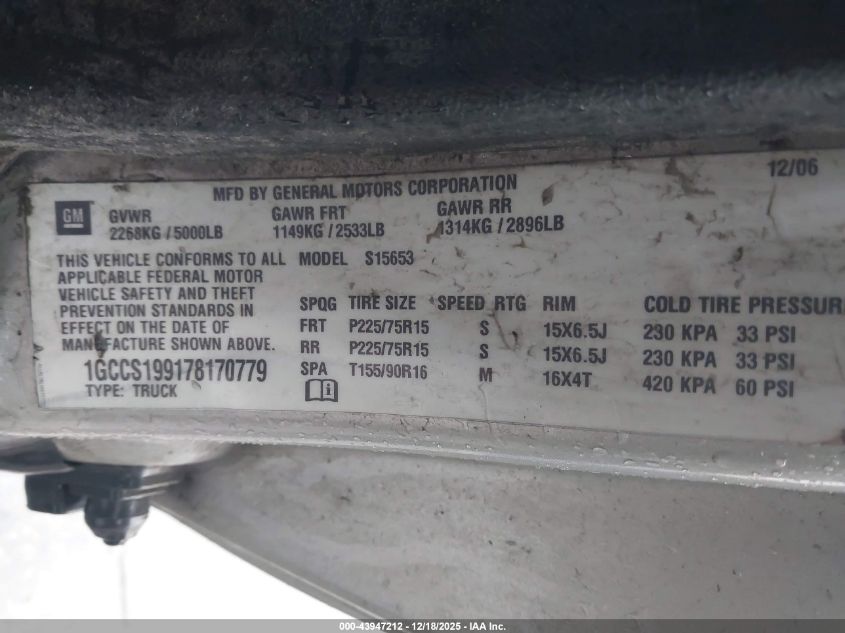 12/06
MFD BY GENERAL MOTORS CORPORATION
GM
GVWR GAWR FRT GAWR RR
2268KG / 5000LB 1149KG / 2533LB 1314KG / 2896LB
THIS VEHICLE CONFORMS TO ALL
APPLICABLE FEDERAL MOTOR
VEHICLE SAFETY AND THEFT
PREVENTION STANDARDS IN
EFFECT ON THE DATE OF
MANUFACTURE SHOWN ABOVE.
1GCCS199178170779
TYPE: TRUCK
MODEL S15653
SPQG TIRE SIZE SPEED RTG RIM COLD TIRE PRESSUR
FRT P225/75R15 S 15X6.5J 230 KPA 33 PSI
RR P225/75R15 S 15X6.5J 230 KPA 33 PSI
SPA T155/90R16 M 16X4T 420 KPA 60 PSI
000-43947212 - 12/18/2025 - IAA Inc.